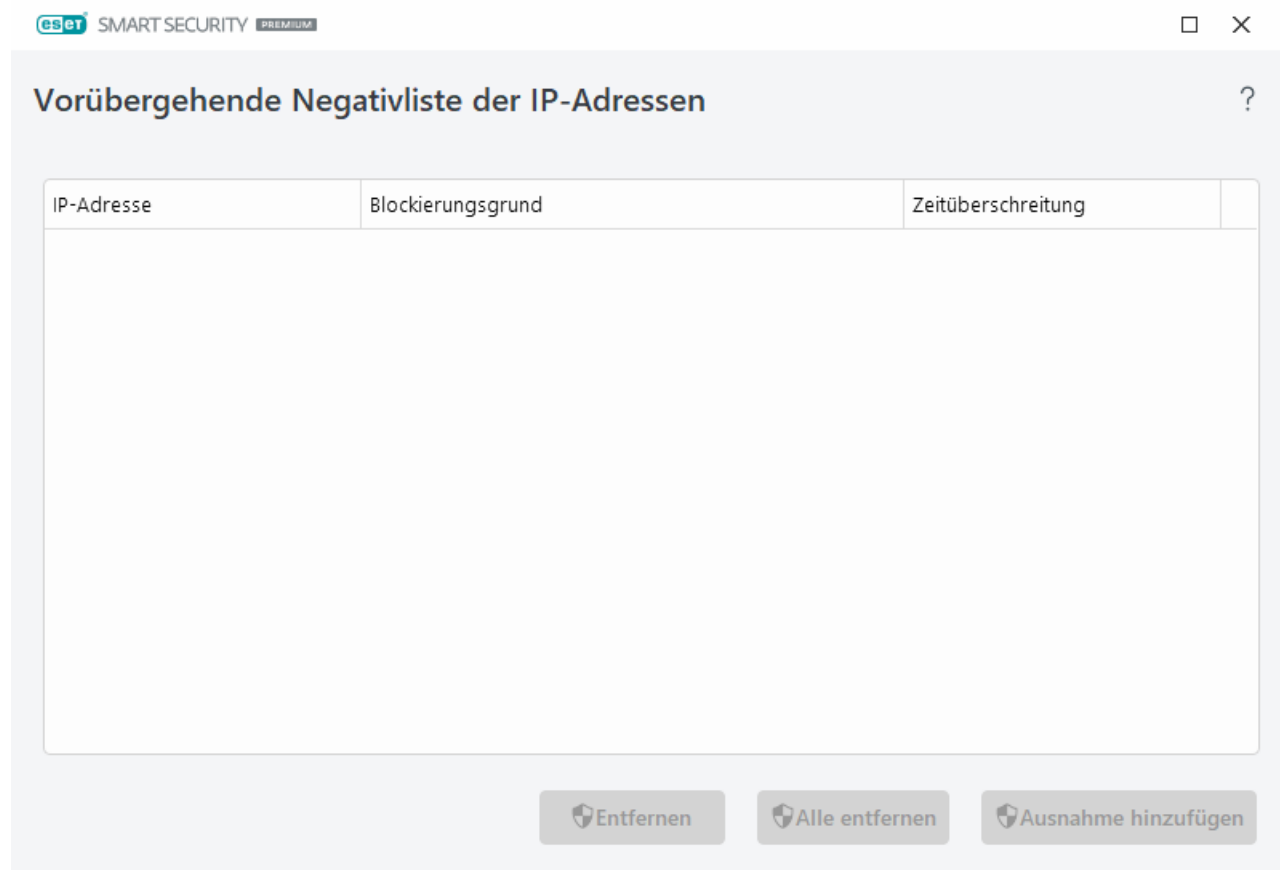 eset SMART SECURITY PREMIUM
Vorübergehende Negativliste der IP-Adressen ?
IP-Adresse Blockierungsgrund Zeitüberschreitung
Entfernen Alle entfernen Ausnahme hinzufügen